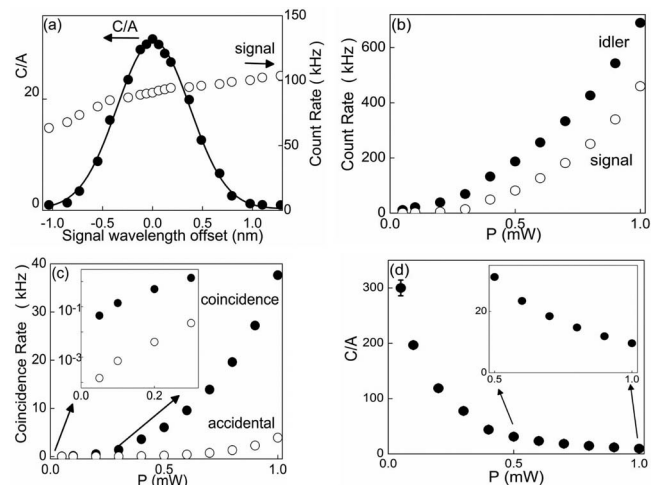 (a)
C/A
signal
C/A
20
0
150
100
50
0
Count Rate ( kHz )
-1.0 -0.5 0.0 0.5 1.0
Signal wavelength offset (nm)
(b)
idler
signal
Count Rate ( kHz )
600
400
200
0
0.0 0.5 1.0
P (mW)
(c)
coincidence
accidental
Coincidence Rate ( kHz )
40
30
20
10
0
10-1
10-3
0.0 0.2
0.0 0.5 1.0
P (mW)
(d)
C/A
300
200
100
0
20
0
0.5 1.0
0.0 0.5 1.0
P (mW)